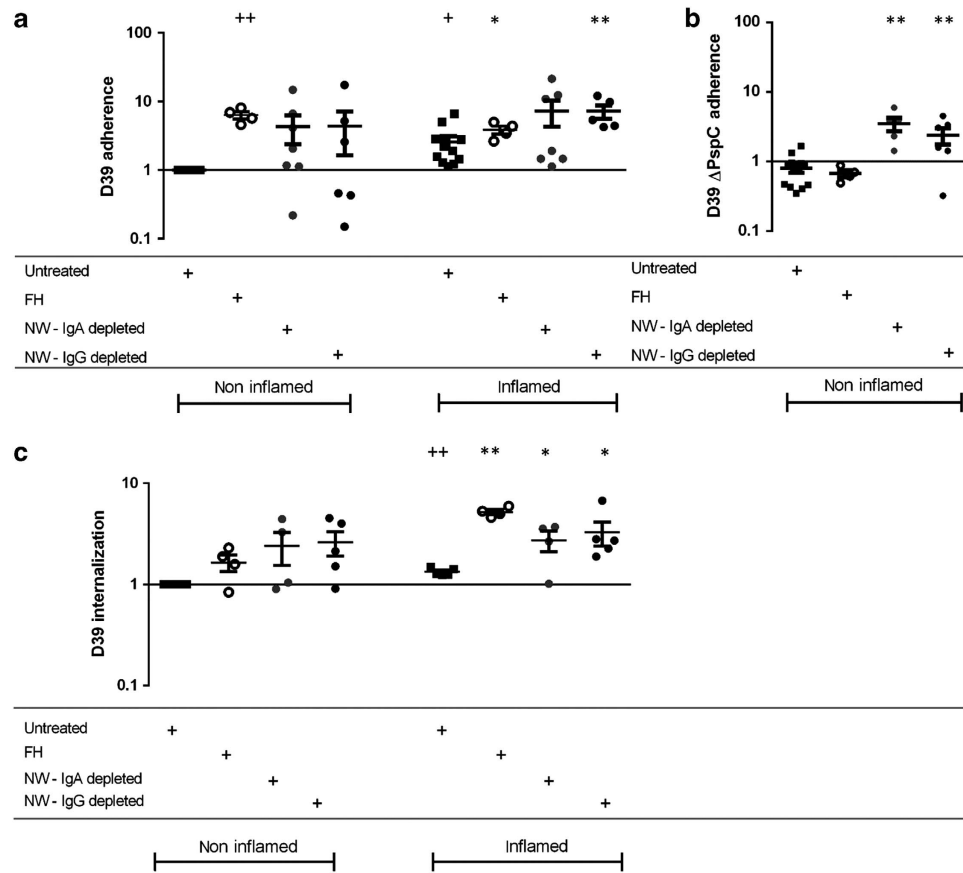 a
++ + * **
D39 adherence
100
10
1
0.1
Untreated + +
FH + +
NW - IgA depleted + +
NW - IgG depleted + +
Non inflamed Inflamed
b
** **
D39 ΔPspC adherence
100
10
1
0.1
Untreated +
FH +
NW - IgA depleted +
NW - IgG depleted +
Non inflamed
c
++ ** * *
D39 internalization
10
1
0.1
Untreated + +
FH + +
NW - IgA depleted + +
NW - IgG depleted + +
Non inflamed Inflamed